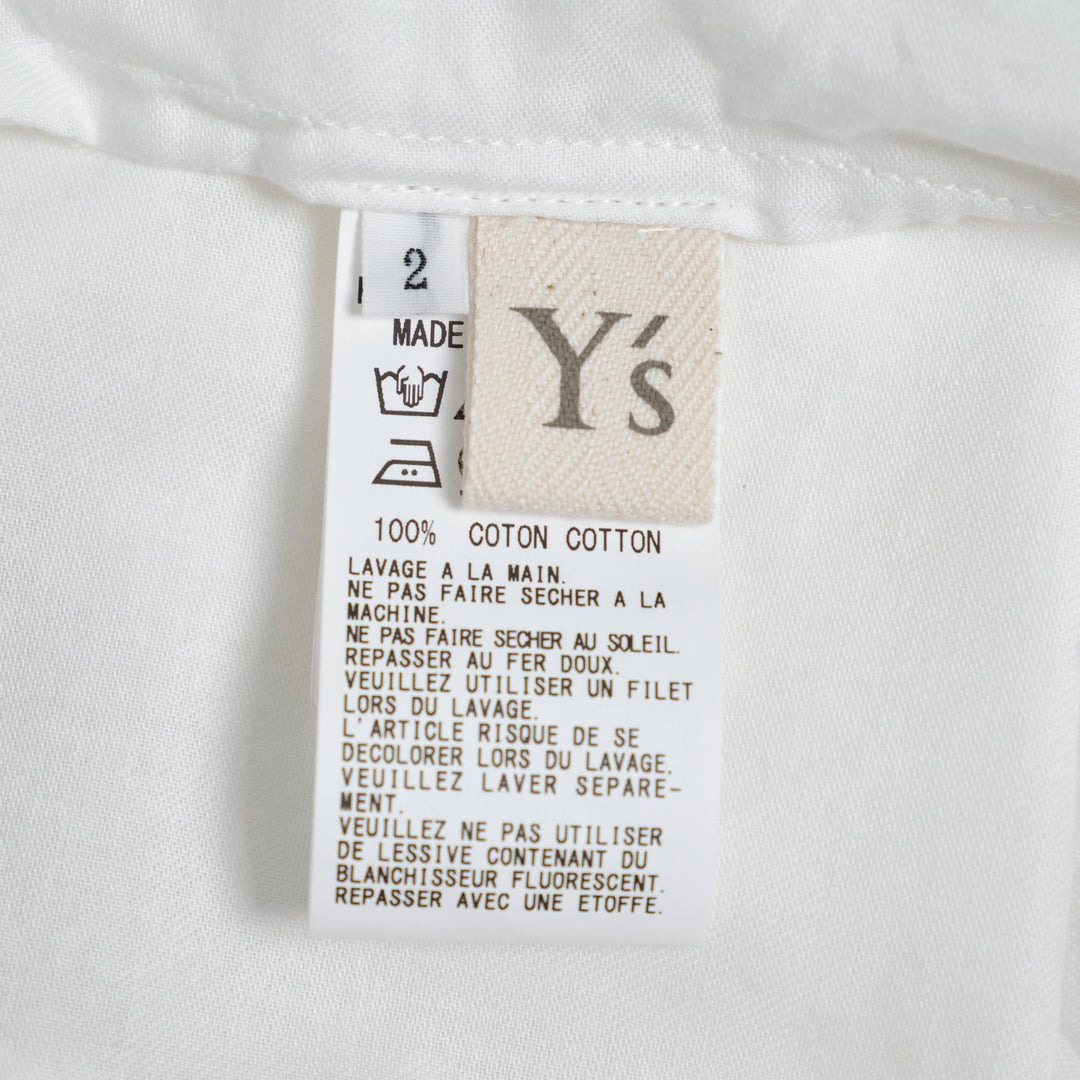 2
Y's
MADE
100% COTON COTTON
LAVAGE A LA MAIN.
NE PAS FAIRE SECHER A LA
MACHINE.
NE PAS FAIRE SECHER AU SOLEIL.
REPASSER AU FER DOUX.
VEUILLEZ UTILISER UN FILET
LORS DU LAVAGE.
L'ARTICLE RISQUE DE SE
DECOLORER LORS DU LAVAGE.
VEUILLEZ LAVER SEPARE-
MENT.
VEUILLEZ NE PAS UTILISER
DE LESSIVE CONTENANT DU
BLANCHISSEUR FLUORESCENT.
REPASSER AVEC UNE ETOFFE.